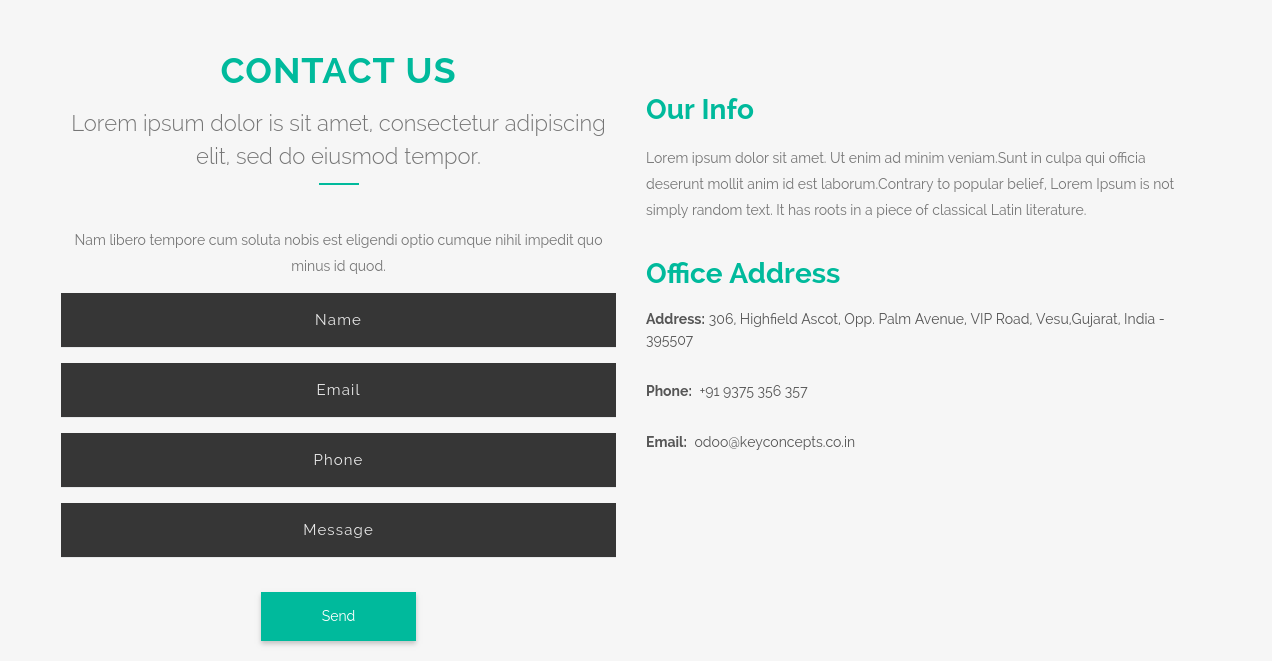 CONTACT US
Lorem ipsum dolor is sit amet, consectetur adipiscing
elit, sed do eiusmod tempor.
Nam libero tempore cum soluta nobis est eligendi optio cumque nihil impedit quo
minus id quod.
Name
Email
Phone
Message
Send
Our Info
Lorem ipsum dolor sit amet. Ut enim ad minim veniam.Sunt in culpa qui officia
deserunt mollit anim id est laborum.Contrary to popular belief, Lorem Ipsum is not
simply random text. It has roots in a piece of classical Latin literature.
Office Address
Address: 306, Highfield Ascot, Opp. Palm Avenue, VIP Road, Vesu,Gujarat, India -
395507
Phone: +91 9375 356 357
Email: odoo@keyconcepts.co.in